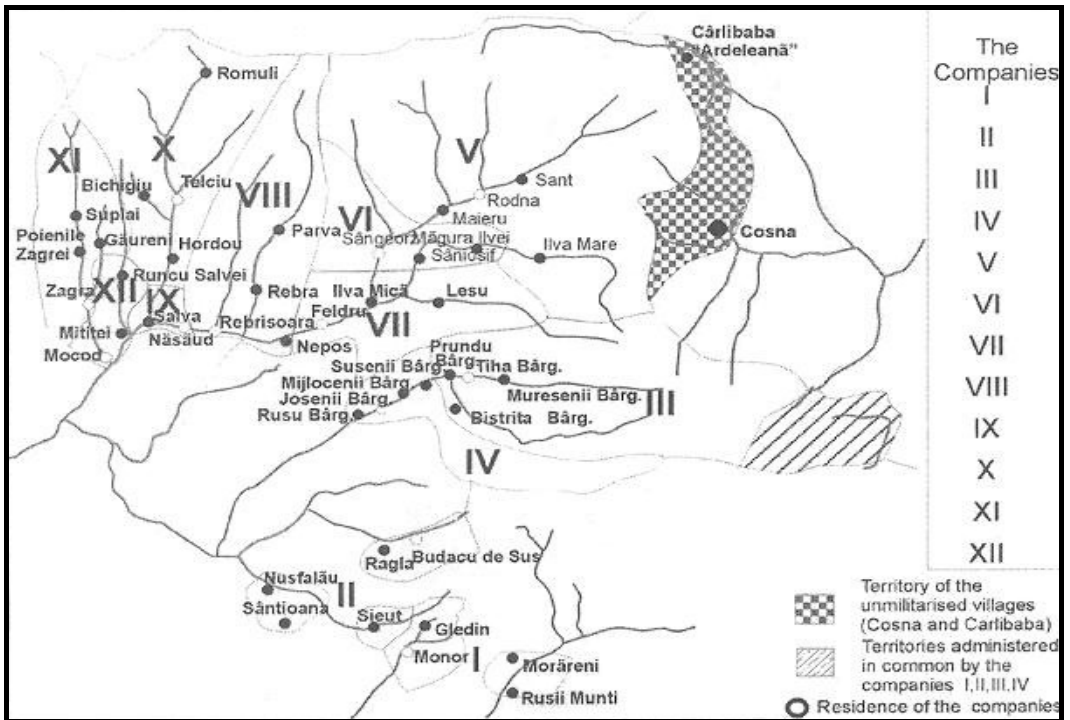 Cârlibaba
"Ardeleană"
Romuli
XI
X
V
Bichigiu
Telciu
VIII
Sant
Suplai
VI
Rodna
Maieru
Poienile
Zagrei
Găureni
Hordou
Parva
Sângeorz
Măgura Ilvei
Ilva Mare
Cosna
Sâniosif
Runcu Salvei
Zagra
XII
IX
Rebra
Ilva Mică
Lesu
Salva
Rebrisoara
Feldru
VII
Mititei
Năsăud
Nepos
Mocod
Prundu
Bârg.
Susenii Bârg.
Tiha Bârg.
Mijlocenii Bârg.
Josenii Bârg.
Muresenii Bârg.
III
Rusu Bârg.
Bistrita Bârg.
IV
Ragla
Budacu de Sus
Nusfalău
II
Sântioana
Sieut
Gledin
Monor
I
Morăreni
Rusii Munti
The
Companies
I
II
III
IV
V
VI
VII
VIII
IX
X
XI
XII
Territory of the
unmilitarised villages
(Cosna and Carlibaba)
Territories administered
in common by the
companies I,II,III,IV
Residence of the companies